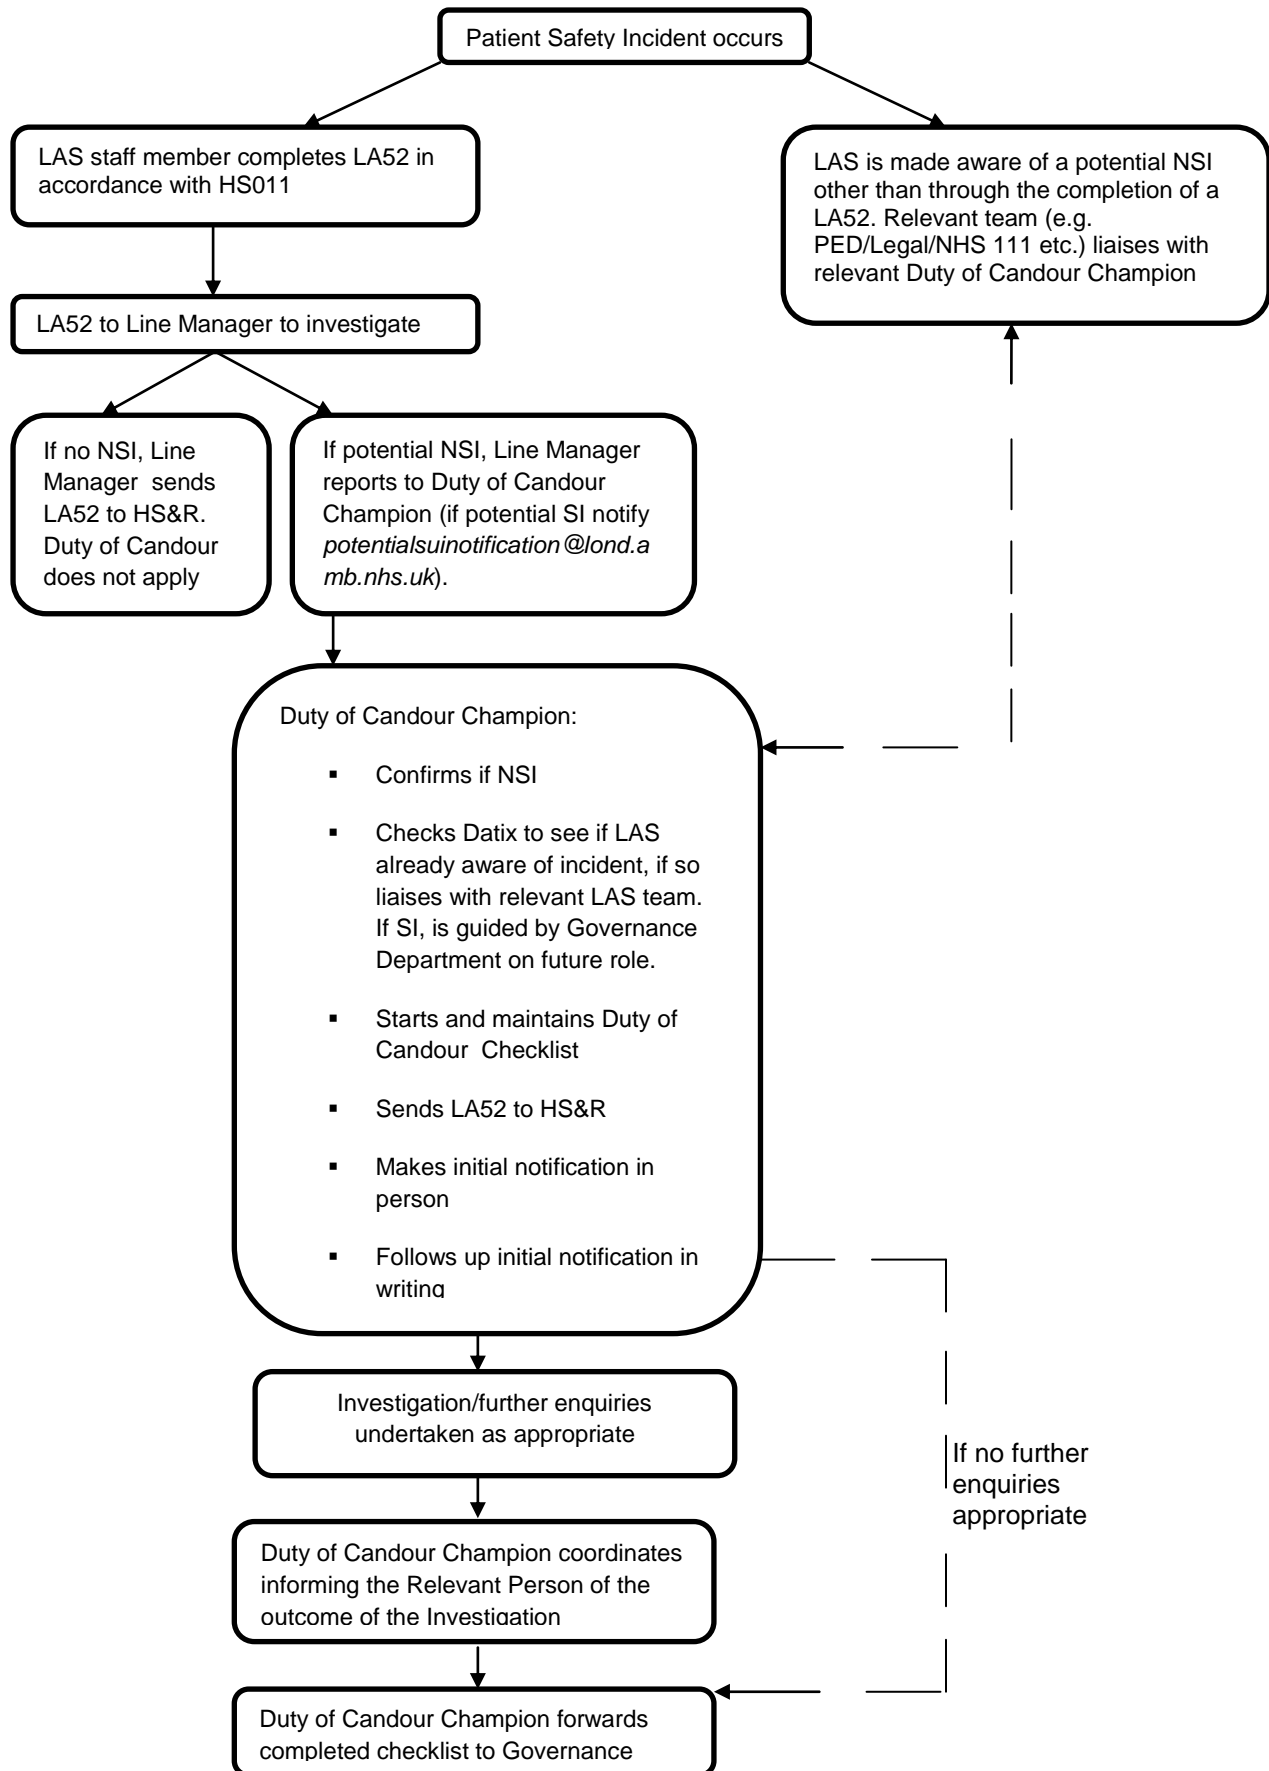 Patient Safety Incident occurs
LAS staff member completes LA52 in
accordance with HS011
LAS is made aware of a potential NSI
other than through the completion of a
LA52. Relevant team (e.g.
PED/Legal/NHS 111 etc.) liaises with
relevant Duty of Candour Champion
LA52 to Line Manager to investigate
If no NSI, Line
Manager  sends
LA52 to HS&R.
Duty of Candour
does not apply
If potential NSI, Line Manager
reports to Duty of Candour
Champion (if potential SI notify
potentialsuinotification@lond.a
mb.nhs.uk).
Duty of Candour Champion:
▪ Confirms if NSI
▪ Checks Datix to see if LAS
already aware of incident, if so
liaises with relevant LAS team.
If SI, is guided by Governance
Department on future role.
▪ Starts and maintains Duty of
Candour  Checklist
▪ Sends LA52 to HS&R
▪ Makes initial notification in
person
▪ Follows up initial notification in
writing
Investigation/further enquiries
undertaken as appropriate
If no further
enquiries
appropriate
Duty of Candour Champion coordinates
informing the Relevant Person of the
outcome of the Investigation
Duty of Candour Champion forwards
completed checklist to Governance